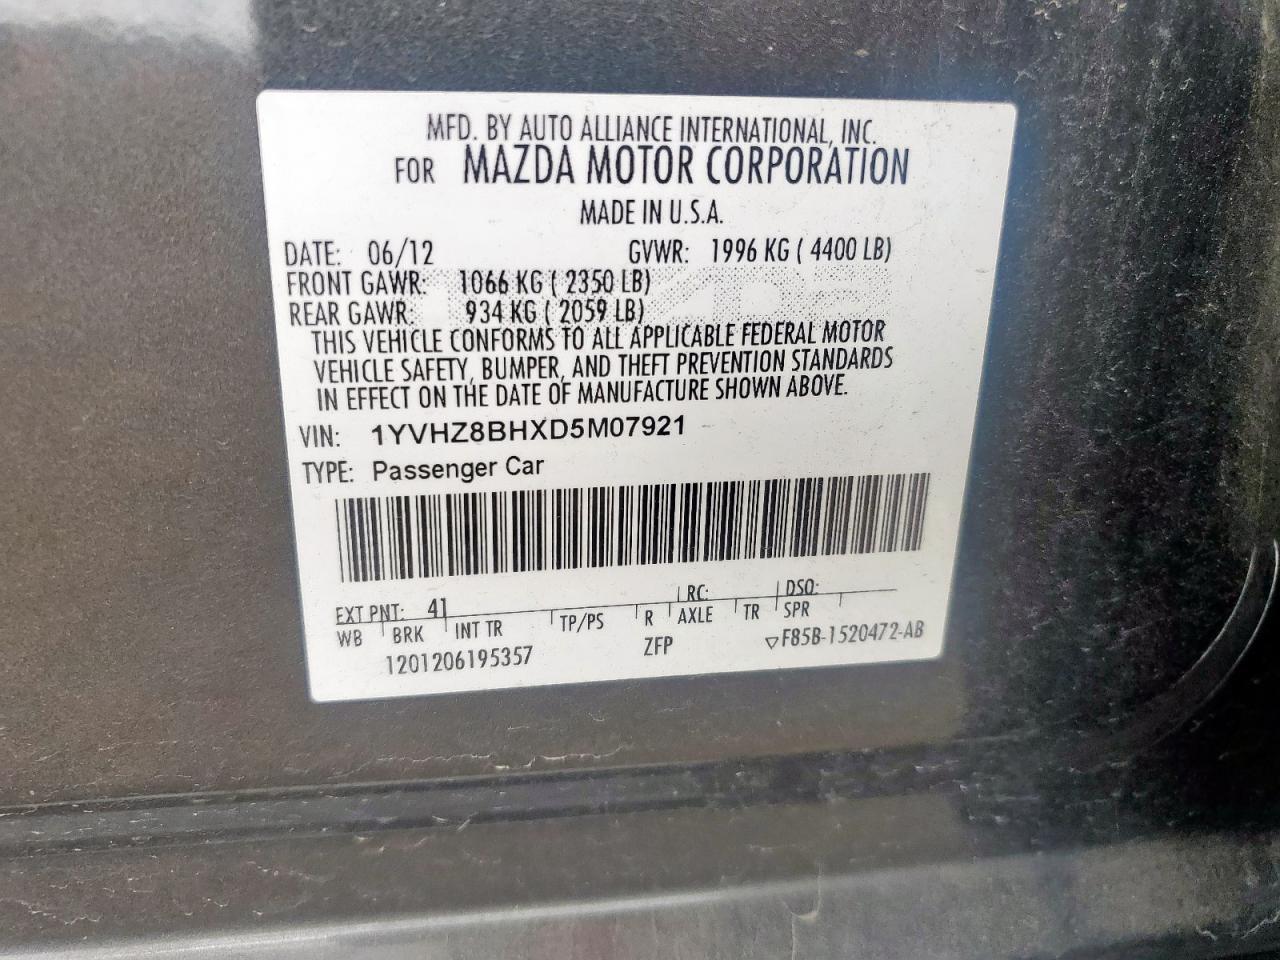 MFD. BY AUTO ALLIANCE INTERNATIONAL, INC.
FOR MAZDA MOTOR CORPORATION
MADE IN U.S.A.
DATE: 06/12 GVWR: 1996 KG ( 4400 LB)
FRONT GAWR: 1066 KG ( 2350 LB)
REAR GAWR: 934 KG ( 2059 LB)
THIS VEHICLE CONFORMS TO ALL APPLICABLE FEDERAL MOTOR
VEHICLE SAFETY, BUMPER, AND THEFT PREVENTION STANDARDS
IN EFFECT ON THE DATE OF MANUFACTURE SHOWN ABOVE.
VIN: 1YVHZ8BHXD5M07921
TYPE: Passenger Car
EXT PNT: 41 RC: DSO:
WB BRK INT TR TP/PS R AXLE TR SPR
1201206195357 ZFP ▽F85B-1520472-AB